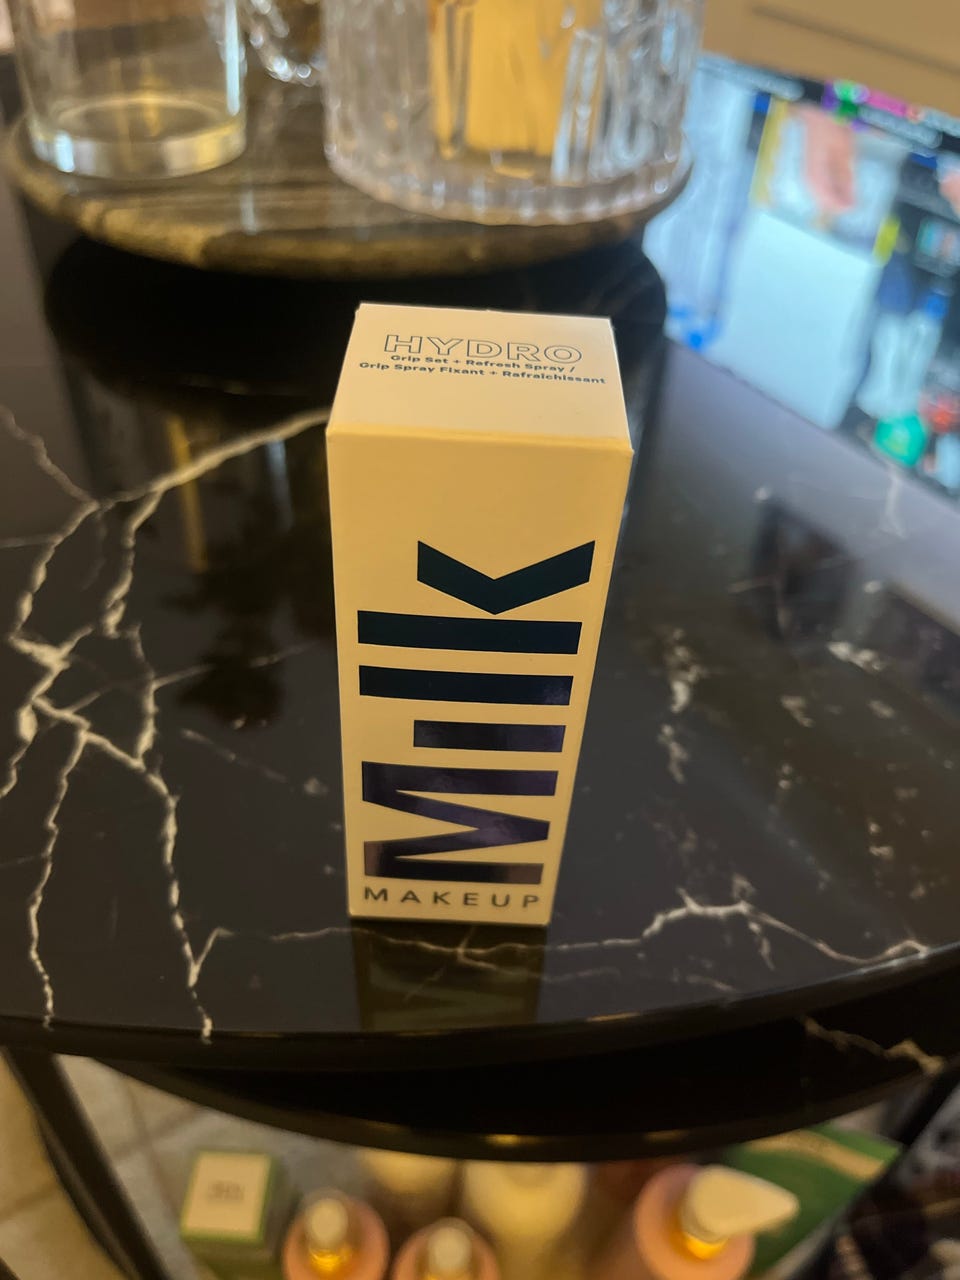 HYDRO
Grip Set + Refresh Spray /
Grip Spray Fixant + Rafraîchissant
Milk
MAKEUP